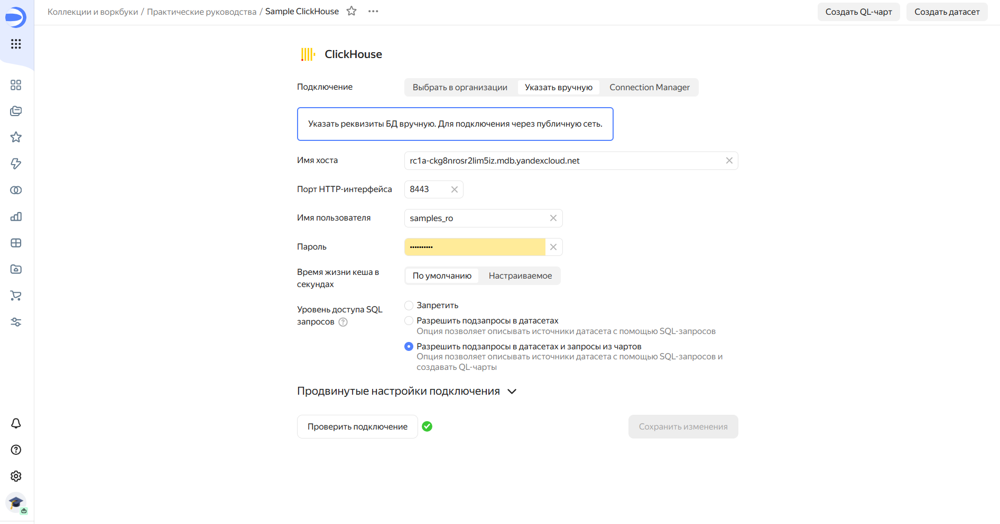 Коллекции и воркбуки / Практические руководства / Sample ClickHouse
Создать QL-чарт
Создать датасет
ClickHouse
Подключение
Выбрать в организации
Указать вручную
Connection Manager
Указать реквизиты БД вручную. Для подключения через публичную сеть.
Имя хоста
rc1a-ckg8nrosr2lim5iz.mdb.yandexcloud.net
Порт HTTP-интерфейса
8443
Имя пользователя
samples_ro
Пароль
••••••••••
Время жизни кеша в
секундах
По умолчанию
Настраиваемое
Уровень доступа SQL
запросов
Запретить
Разрешить подзапросы в датасетах
Опция позволяет описывать источники датасета с помощью SQL-запросов
Разрешить подзапросы в датасетах и запросы из чартов
Опция позволяет описывать источники датасета с помощью SQL-запросов и
создавать QL-чарты
Продвинутые настройки подключения
Проверить подключение
Сохранить изменения